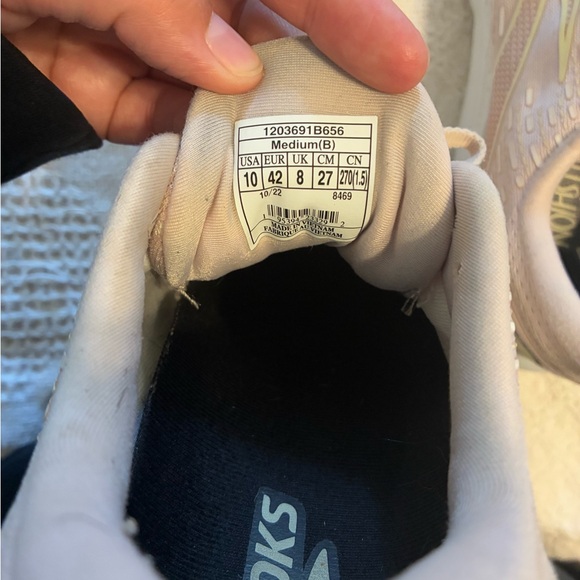 1203691B656
Medium(B)
USA EUR UK CM CN
10 42 8 27 270(1.5)
10/22 8469
MADE IN VIETNAM
FABRIQUE AU VIETNAM
OKS